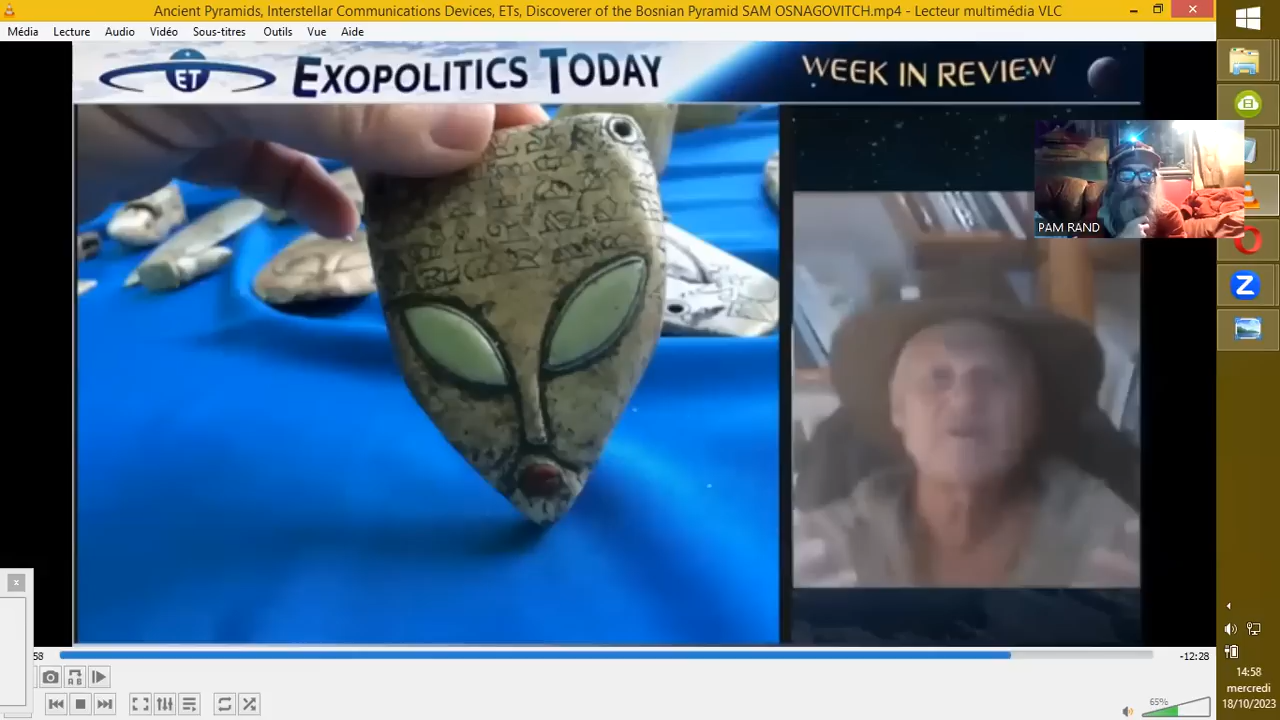 Ancient Pyramids, Interstellar Communications Devices, ETs, Discoverer of the Bosnian Pyramid SAM OSNAGOVITCH.mp4 - Lecteur multimédia VLC
Média Lecture Audio Vidéo Sous-titres Outils Vue Aide
ET EXOPOLITICS TODAY WEEK IN REVIEW
PAM RAND
58 -12:28
65%
14:58
mercredi
18/10/2023